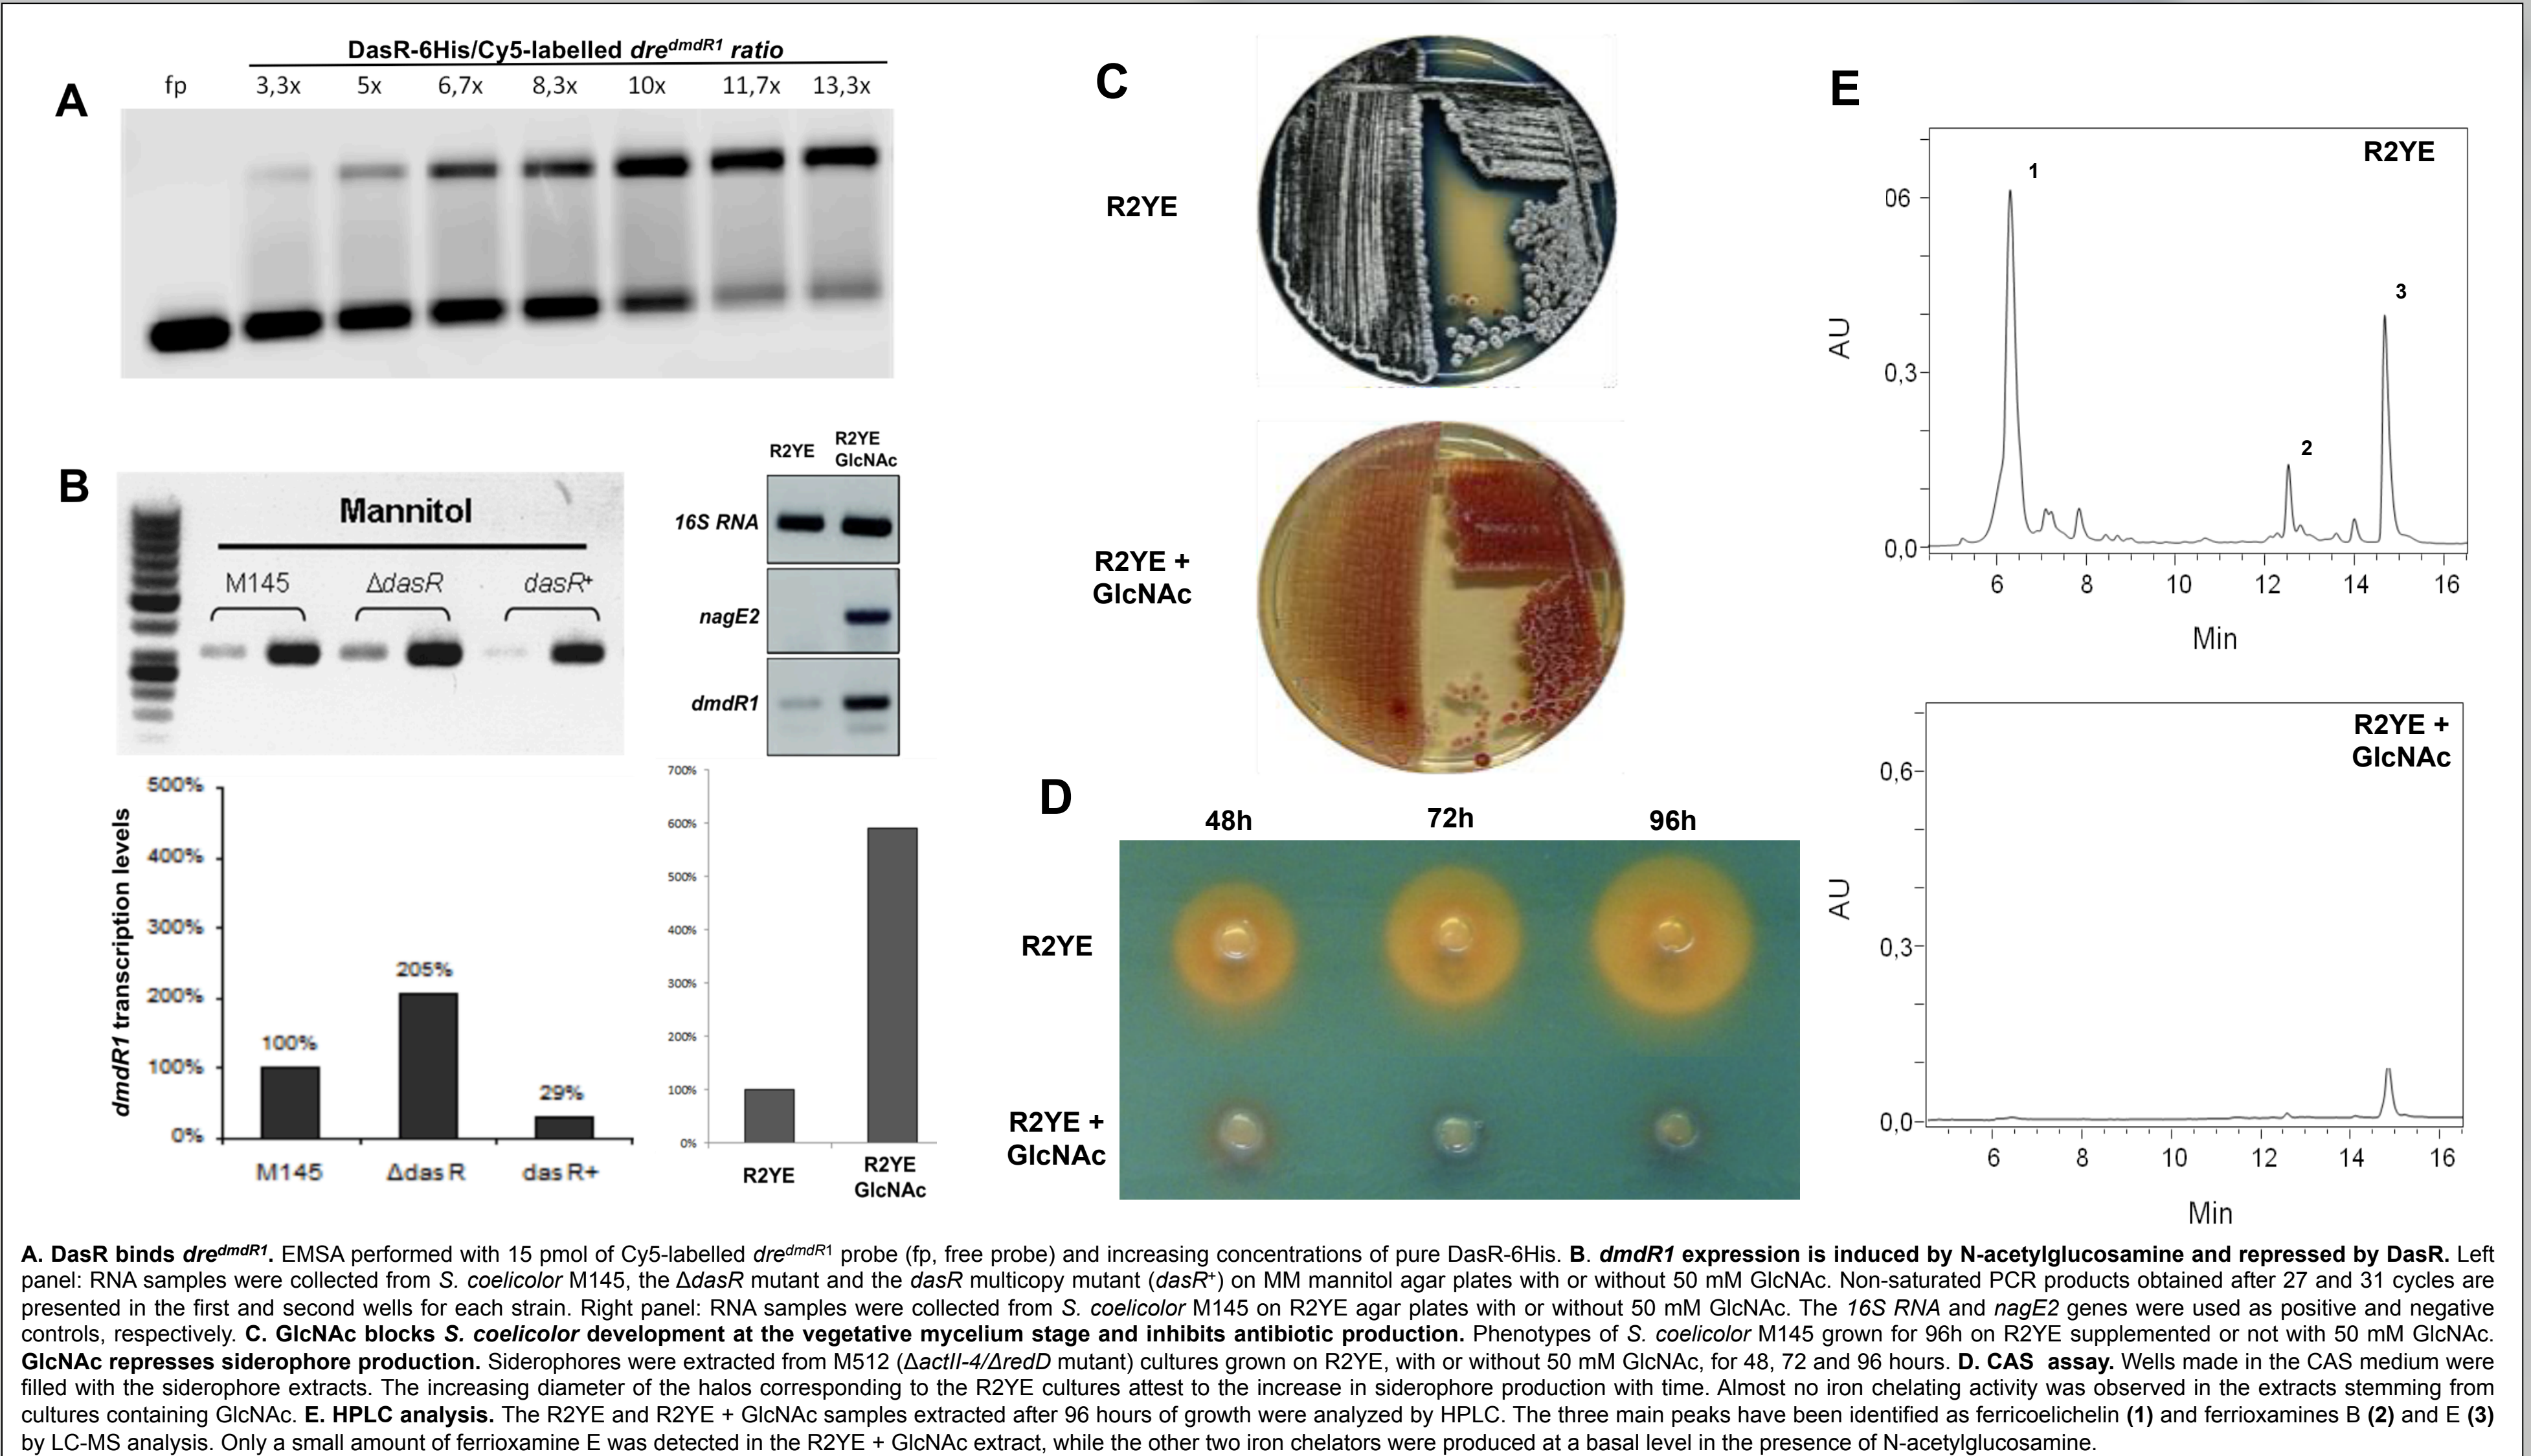 A
DasR-6His/Cy5-labelled dre^dmdR1 ratio
fp 3,3x 5x 6,7x 8,3x 10x 11,7x 13,3x
B
Mannitol
M145 ΔdasR dasR+
R2YE R2YE GlcNAc
16S RNA
nagE2
dmdR1
dmdR1 transcription levels
500%
400%
300%
200%
100%
0%
100%
205%
29%
M145 ΔdasR dasR+
700%
600%
500%
400%
300%
200%
100%
0%
R2YE R2YE GlcNAc
C
R2YE
R2YE +
GlcNAc
D
48h 72h 96h
R2YE
R2YE +
GlcNAc
E
R2YE
1
2
3
06
0,3
0,0
AU
6 8 10 12 14 16
Min
R2YE +
GlcNAc
0,6
0,3
0,0
AU
6 8 10 12 14 16
Min
A. DasR binds dre^dmdR1. EMSA performed with 15 pmol of Cy5-labelled dre^dmdR1 probe (fp, free probe) and increasing concentrations of pure DasR-6His. B. dmdR1 expression is induced by N-acetylglucosamine and repressed by DasR. Left
panel: RNA samples were collected from S. coelicolor M145, the ΔdasR mutant and the dasR multicopy mutant (dasR+) on MM mannitol agar plates with or without 50 mM GlcNAc. Non-saturated PCR products obtained after 27 and 31 cycles are
presented in the first and second wells for each strain. Right panel: RNA samples were collected from S. coelicolor M145 on R2YE agar plates with or without 50 mM GlcNAc. The 16S RNA and nagE2 genes were used as positive and negative
controls, respectively. C. GlcNAc blocks S. coelicolor development at the vegetative mycelium stage and inhibits antibiotic production. Phenotypes of S. coelicolor M145 grown for 96h on R2YE supplemented or not with 50 mM GlcNAc.
GlcNAc represses siderophore production. Siderophores were extracted from M512 (ΔactII-4/ΔredD mutant) cultures grown on R2YE, with or without 50 mM GlcNAc, for 48, 72 and 96 hours. D. CAS assay. Wells made in the CAS medium were
filled with the siderophore extracts. The increasing diameter of the halos corresponding to the R2YE cultures attest to the increase in siderophore production with time. Almost no iron chelating activity was observed in the extracts stemming from
cultures containing GlcNAc. E. HPLC analysis. The R2YE and R2YE + GlcNAc samples extracted after 96 hours of growth were analyzed by HPLC. The three main peaks have been identified as ferricoelichelin (1) and ferrioxamines B (2) and E (3)
by LC-MS analysis. Only a small amount of ferrioxamine E was detected in the R2YE + GlcNAc extract, while the other two iron chelators were produced at a basal level in the presence of N-acetylglucosamine.